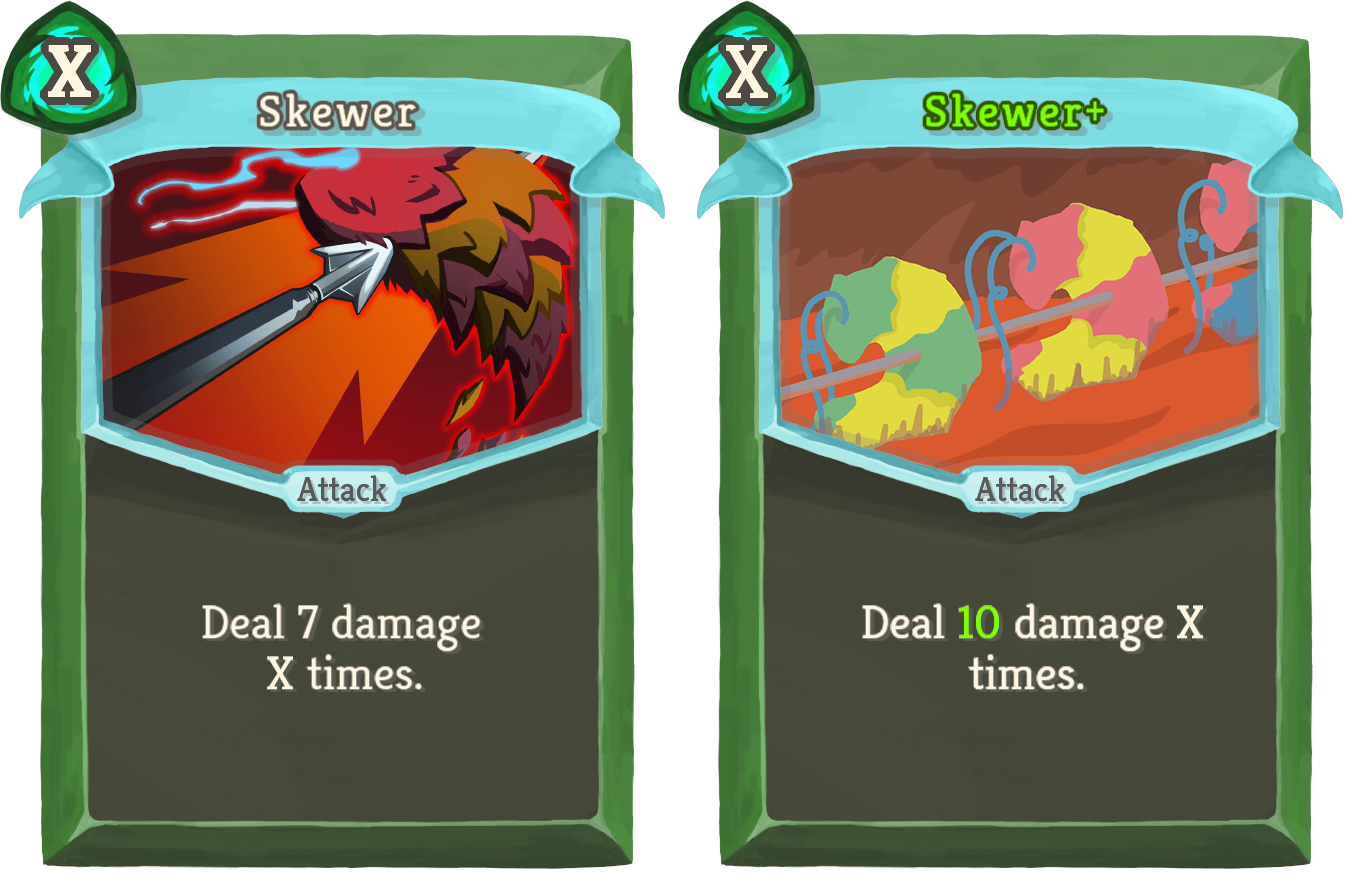 X
Skewer
Attack
Deal 7 damage
X times.
X
Skewer+
Attack
Deal 10 damage X
times.